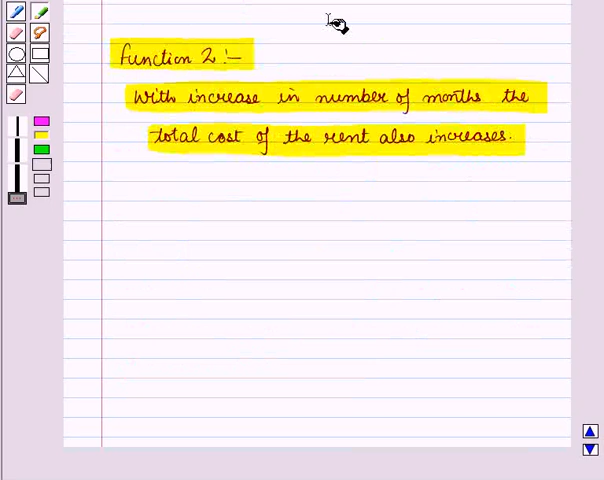 Function 2 :-
With increase in number of months the
total cost of the rent also increases.